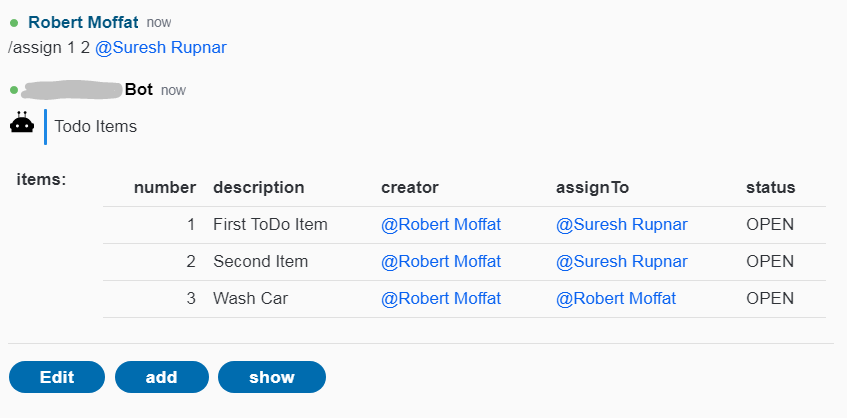 Robert Moffat now
/assign 1 2 @Suresh Rupnar
Bot now
Todo Items
items:
number description creator assignTo status
1 First ToDo Item @Robert Moffat @Suresh Rupnar OPEN
2 Second Item @Robert Moffat @Suresh Rupnar OPEN
3 Wash Car @Robert Moffat @Robert Moffat OPEN
Edit add show